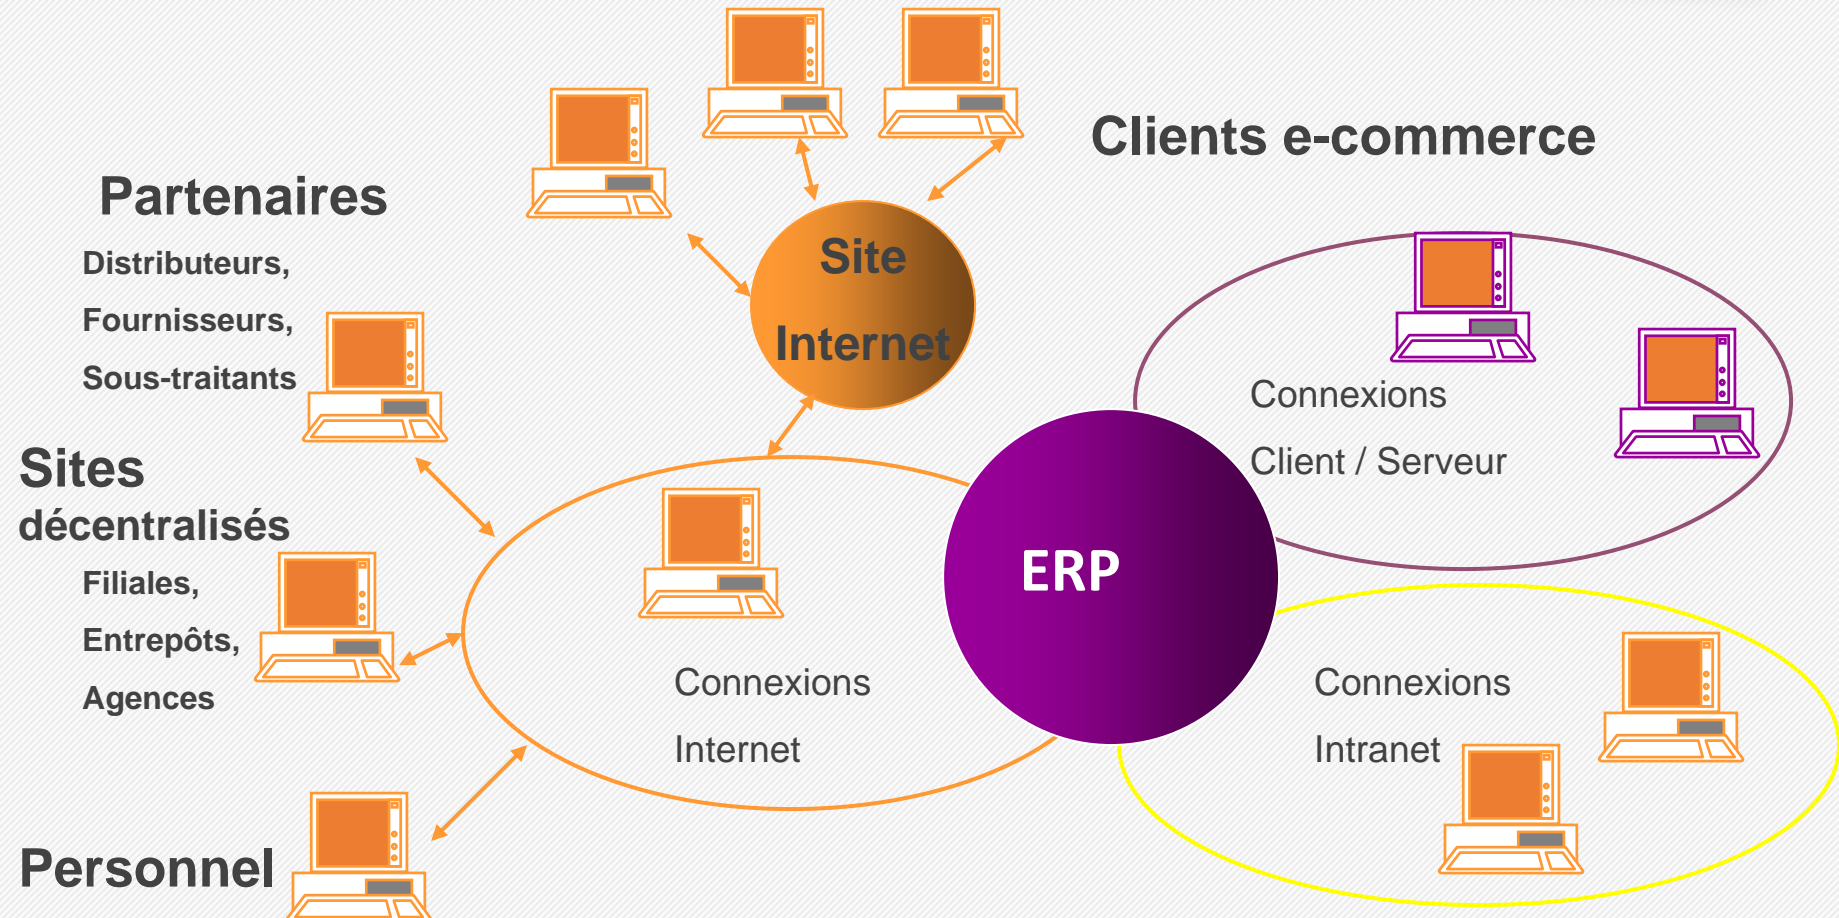 Clients e-commerce
Partenaires
Distributeurs,
Fournisseurs,
Sous-traitants
Site
Internet
Connexions
Client / Serveur
Sites
décentralisés
Filiales,
Entrepôts,
Agences
ERP
Connexions
Internet
Connexions
Intranet
Personnel